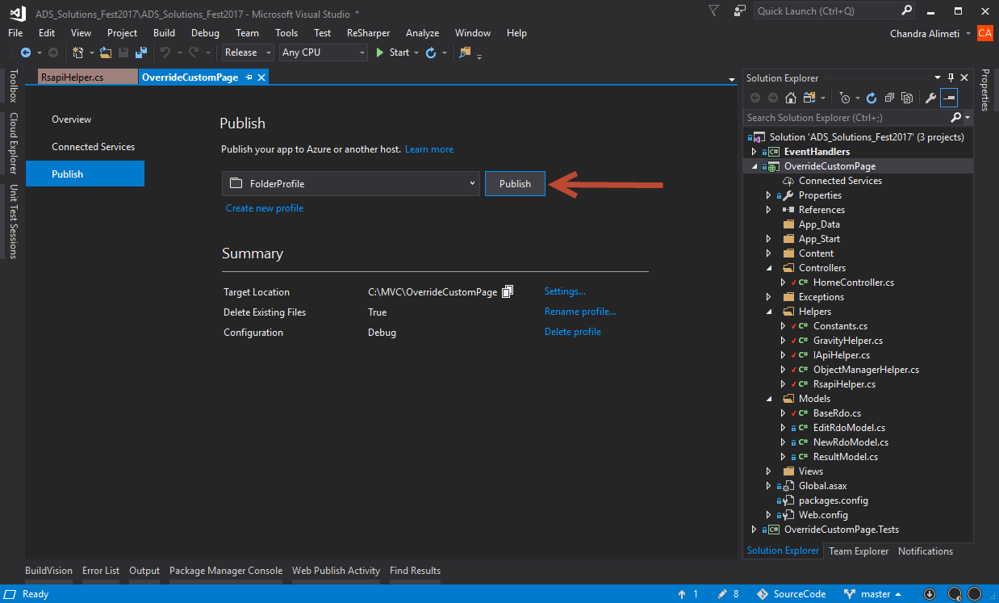 ADS_Solutions_Fest2017\ADS_Solutions_Fest2017 - Microsoft Visual Studio *
Quick Launch (Ctrl+Q)
File Edit View Project Build Debug Team Tools Test ReSharper Analyze Window Help
Chandra Alimeti CA
Release Any CPU Start
Toolbox
Cloud Explorer
Unit Test Sessions
RsapiHelper.cs OverrideCustomPage
Overview
Connected Services
Publish
Publish
Publish your app to Azure or another host. Learn more
FolderProfile Publish
Create new profile
Summary
Target Location C:\MVC\OverrideCustomPage Settings...
Delete Existing Files True Rename profile...
Configuration Debug Delete profile
Solution Explorer
Search Solution Explorer (Ctrl+;)
Solution 'ADS_Solutions_Fest2017' (3 projects)
C# EventHandlers
OverrideCustomPage
Connected Services
Properties
References
App_Data
App_Start
Content
Controllers
C# HomeController.cs
Exceptions
Helpers
C# Constants.cs
C# GravityHelper.cs
C# IApiHelper.cs
C# ObjectManagerHelper.cs
C# RsapiHelper.cs
Models
C# BaseRdo.cs
C# EditRdoModel.cs
C# NewRdoModel.cs
C# ResultModel.cs
Views
Global.asax
packages.config
Web.config
C# OverrideCustomPage.Tests
Solution Explorer Team Explorer Notifications
Properties
BuildVision Error List Output Package Manager Console Web Publish Activity Find Results
Ready 1 8 SourceCode master